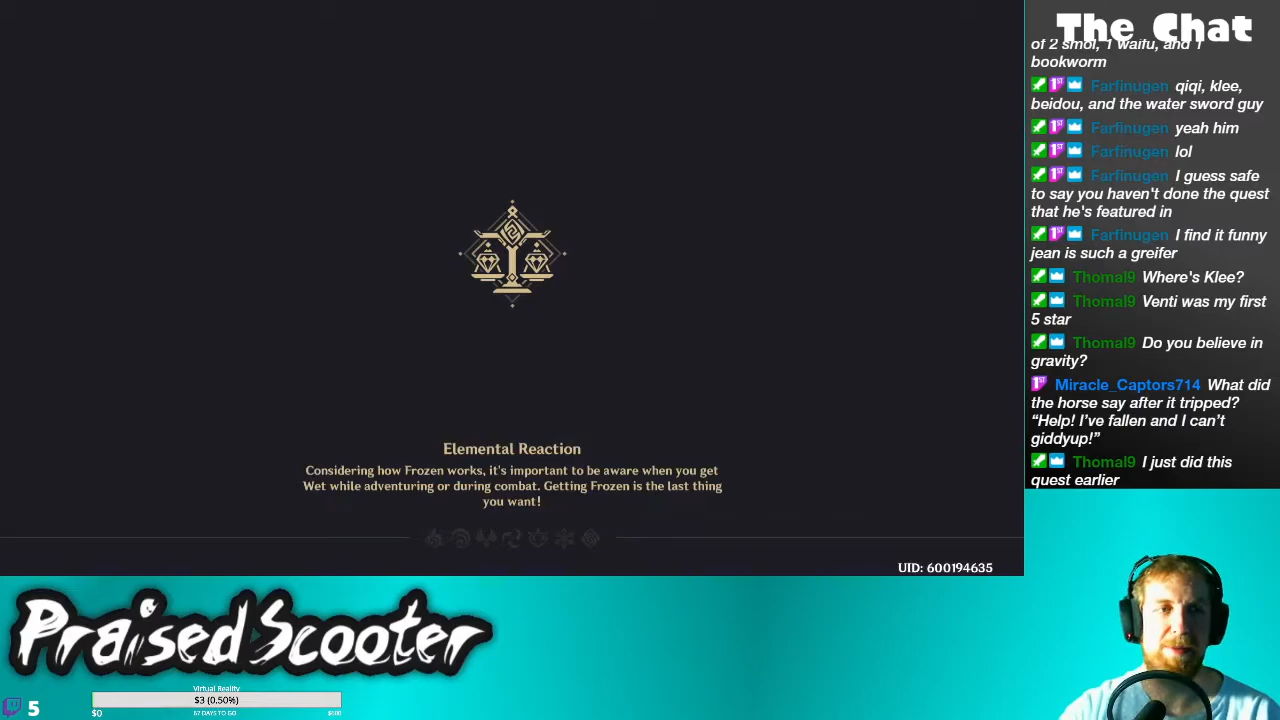 The Chat
of 2 smol, 1 waifu, and 1
bookworm
Farfinugen qiqi, klee,
beidou, and the water sword guy
Farfinugen yeah him
Farfinugen lol
Farfinugen I guess safe
to say you haven't done the quest
that he's featured in
Farfinugen I find it funny
jean is such a greifer
Thomal9 Where's Klee?
Thomal9 Venti was my first
5 star
Thomal9 Do you believe in
gravity?
Miracle_Captors714 What did
the horse say after it tripped?
“Help! I’ve fallen and I can’t
giddyup!”
Thomal9 I just did this
quest earlier
Elemental Reaction
Considering how Frozen works, it's important to be aware when you get
Wet while adventuring or during combat. Getting Frozen is the last thing
you want!
UID: 600194635
PraisedScooter
Virtual Reality
$3 (0.50%)
5
$0
67 DAYS TO GO